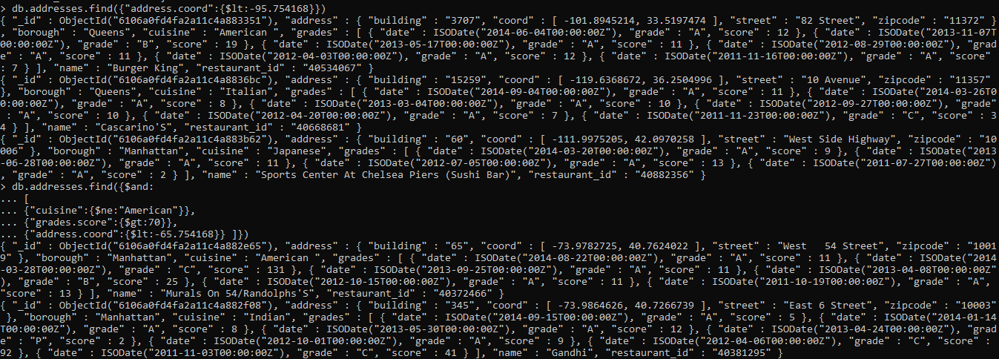 > db.addresses.find({"address.coord":{$lt:-95.754168}})
{ "_id" : ObjectId("6106a0fd4fa2a11c4a883351"), "address" : { "building" : "3707", "coord" : [ -101.8945214, 33.5197474 ], "street" : "82 Street", "zipcode" : "11372" }
, "borough" : "Queens", "cuisine" : "American ", "grades" : [ { "date" : ISODate("2014-06-04T00:00:00Z"), "grade" : "A", "score" : 12 }, { "date" : ISODate("2013-11-07T
00:00:00Z"), "grade" : "B", "score" : 19 }, { "date" : ISODate("2013-05-17T00:00:00Z"), "grade" : "A", "score" : 11 }, { "date" : ISODate("2012-08-29T00:00:00Z"), "grad
e" : "A", "score" : 11 }, { "date" : ISODate("2012-04-03T00:00:00Z"), "grade" : "A", "score" : 12 }, { "date" : ISODate("2011-11-16T00:00:00Z"), "grade" : "A", "score"
: 7 } ], "name" : "Burger King", "restaurant_id" : "40534067" }
{ "_id" : ObjectId("6106a0fd4fa2a11c4a8836bc"), "address" : { "building" : "15259", "coord" : [ -119.6368672, 36.2504996 ], "street" : "10 Avenue", "zipcode" : "11357"
}, "borough" : "Queens", "cuisine" : "Italian", "grades" : [ { "date" : ISODate("2014-09-04T00:00:00Z"), "grade" : "A", "score" : 11 }, { "date" : ISODate("2014-03-26T0
0:00:00Z"), "grade" : "A", "score" : 8 }, { "date" : ISODate("2013-03-04T00:00:00Z"), "grade" : "A", "score" : 10 }, { "date" : ISODate("2012-09-27T00:00:00Z"), "grade"
 : "A", "score" : 10 }, { "date" : ISODate("2012-04-20T00:00:00Z"), "grade" : "A", "score" : 7 }, { "date" : ISODate("2011-11-23T00:00:00Z"), "grade" : "C", "score" : 3
4 } ], "name" : "Cascarino'S", "restaurant_id" : "40668681" }
{ "_id" : ObjectId("6106a0fd4fa2a11c4a883b62"), "address" : { "building" : "60", "coord" : [ -111.9975205, 42.0970258 ], "street" : "West Side Highway", "zipcode" : "10
006" }, "borough" : "Manhattan", "cuisine" : "Japanese", "grades" : [ { "date" : ISODate("2014-03-20T00:00:00Z"), "grade" : "A", "score" : 9 }, { "date" : ISODate("2013
-06-28T00:00:00Z"), "grade" : "A", "score" : 11 }, { "date" : ISODate("2012-07-05T00:00:00Z"), "grade" : "A", "score" : 13 }, { "date" : ISODate("2011-07-27T00:00:00Z")
, "grade" : "A", "score" : 2 } ], "name" : "Sports Center At Chelsea Piers (Sushi Bar)", "restaurant_id" : "40882356" }
> db.addresses.find({$and:
... [
... {"cuisine":{$ne:"American"}},
... {"grades.score":{$gt:70}},
... {"address.coord":{$lt:-65.754168}} ]})
{ "_id" : ObjectId("6106a0fd4fa2a11c4a882e65"), "address" : { "building" : "65", "coord" : [ -73.9782725, 40.7624022 ], "street" : "West   54 Street", "zipcode" : "1001
9" }, "borough" : "Manhattan", "cuisine" : "American ", "grades" : [ { "date" : ISODate("2014-08-22T00:00:00Z"), "grade" : "A", "score" : 11 }, { "date" : ISODate("2014
-03-28T00:00:00Z"), "grade" : "C", "score" : 131 }, { "date" : ISODate("2013-09-25T00:00:00Z"), "grade" : "A", "score" : 11 }, { "date" : ISODate("2013-04-08T00:00:00Z"
), "grade" : "B", "score" : 25 }, { "date" : ISODate("2012-10-15T00:00:00Z"), "grade" : "A", "score" : 11 }, { "date" : ISODate("2011-10-19T00:00:00Z"), "grade" : "A",
"score" : 13 } ], "name" : "Murals On 54/Randolphs'S", "restaurant_id" : "40372466" }
{ "_id" : ObjectId("6106a0fd4fa2a11c4a882f08"), "address" : { "building" : "345", "coord" : [ -73.9864626, 40.7266739 ], "street" : "East 6 Street", "zipcode" : "10003"
 }, "borough" : "Manhattan", "cuisine" : "Indian", "grades" : [ { "date" : ISODate("2014-09-15T00:00:00Z"), "grade" : "A", "score" : 5 }, { "date" : ISODate("2014-01-14
T00:00:00Z"), "grade" : "A", "score" : 8 }, { "date" : ISODate("2013-05-30T00:00:00Z"), "grade" : "A", "score" : 12 }, { "date" : ISODate("2013-04-24T00:00:00Z"), "grad
e" : "P", "score" : 2 }, { "date" : ISODate("2012-10-01T00:00:00Z"), "grade" : "A", "score" : 9 }, { "date" : ISODate("2012-04-06T00:00:00Z"), "grade" : "C", "score" :
92 }, { "date" : ISODate("2011-11-03T00:00:00Z"), "grade" : "C", "score" : 41 } ], "name" : "Gandhi", "restaurant_id" : "40381295" }